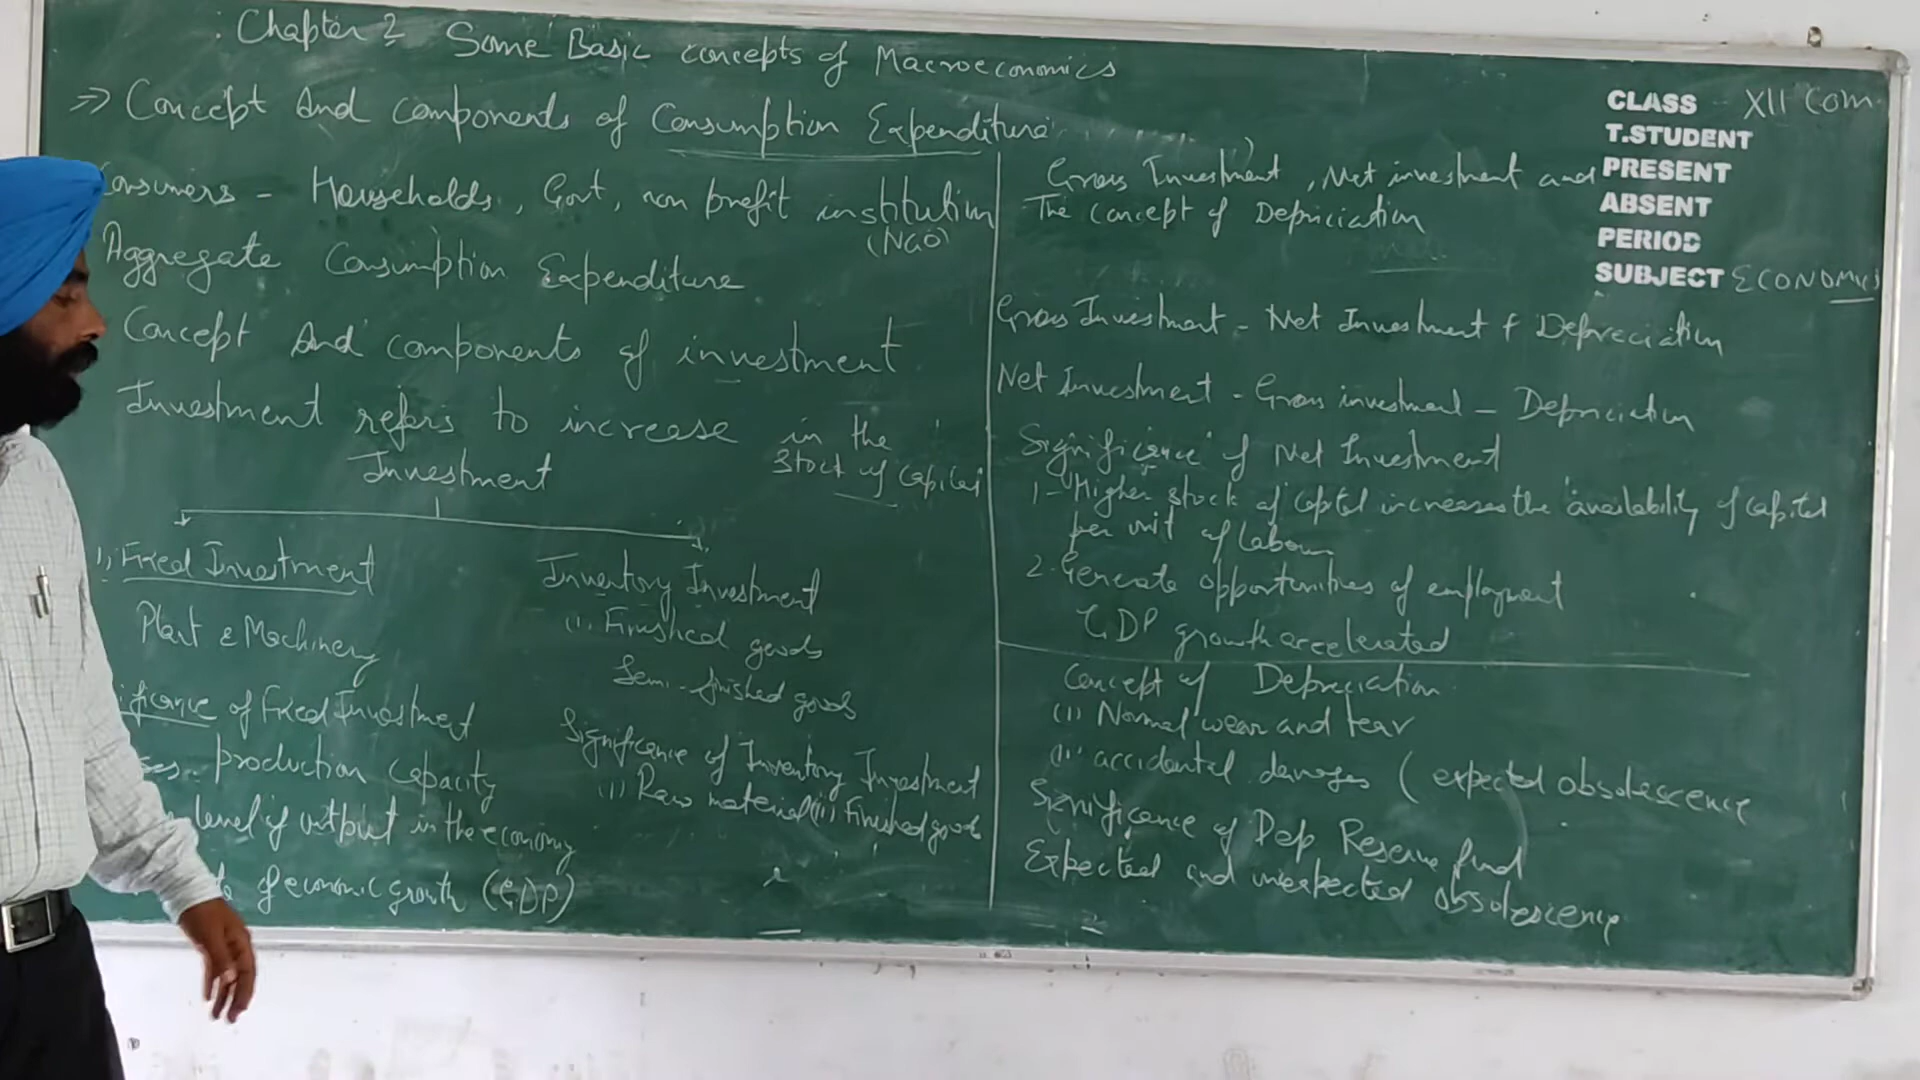 Chapter 2 Some Basic concepts of Macroeconomics
=> Concept And components of Consumption Expenditure
Consumers - Households, Govt, non profit institution
(NGO)
Aggregate Consumption Expenditure
Concept And components of investment
Investment refers to increase in the
stock of capital
Investment
1) Fixed Investment
Plant & Machinery
of Fixed Investment
production capacity
level of output in the economy
of economic growth (GDP)
Inventory Investment
(1). Finished goods
Semi-finished goods
Significance of Inventory Investment
(1) Raw material (ii) Finished goods
Gross Investment, Net investment and
The Concept of Depriciation
Gross Investment - Net Investment + Depreciation
Net Investment - Gross investment - Depriciation
Significance of Net Investment
1- Higher stock of captel increases the availability of capital
per unit of labour
2. Generate opportunities of employment
GDP growth accelerated
Concept of Depreciation
(1) Normal wear and tear
(ii) accidental damages (expected obsolescence
Significance of Dep Reserve fund
Expected and unexpected obsolescence
CLASS - XII Com.
T.STUDENT
PRESENT
ABSENT
PERIOD
SUBJECT ECONOMICS